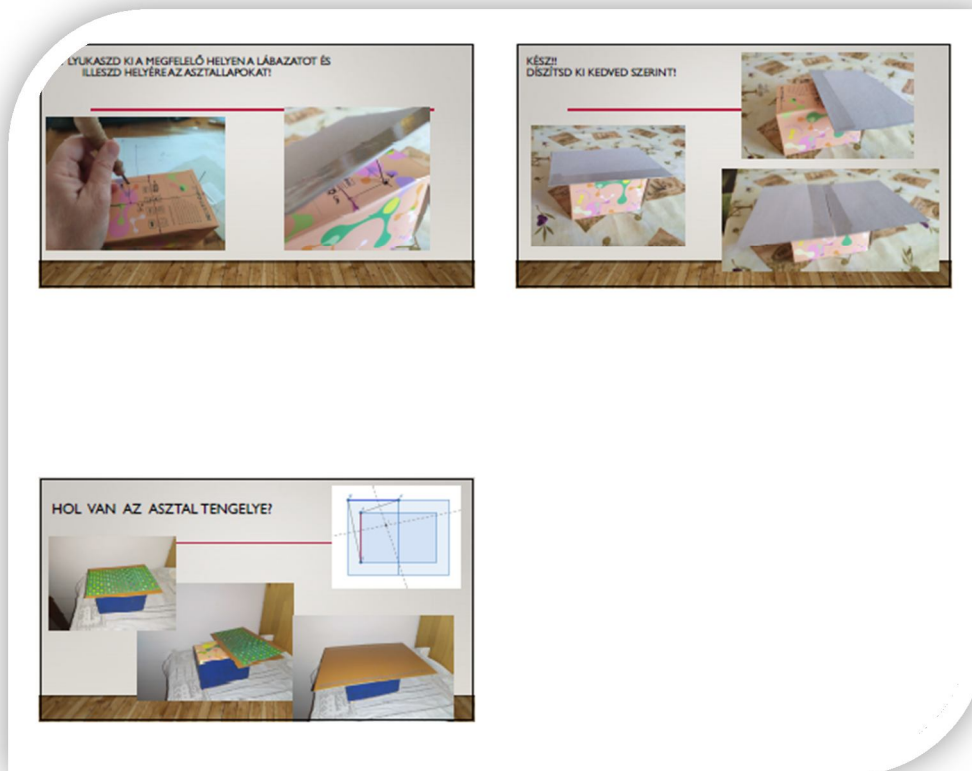 LYUKASZD KI A MEGFELELŐ HELYEN A LÁBAZATOT ÉS
ILLESZD HELYÉRE AZ ASZTALLAPOKAT!
KÉSZ!!
DÍSZÍTSD KI KEDVED SZERINT!
HOL VAN AZ ASZTAL TENGELYE?